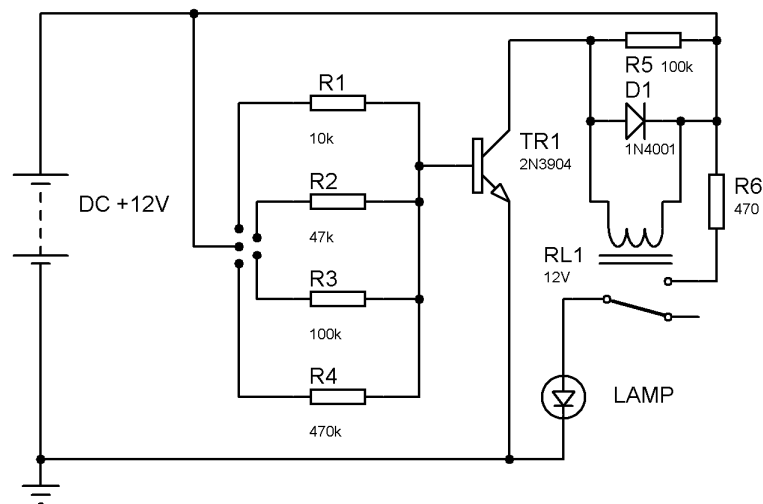 R1
10k
R2
47k
R3
100k
R4
470k
DC +12V
TR1
2N3904
R5 100k
D1
1N4001
R6
470
RL1
12V
LAMP